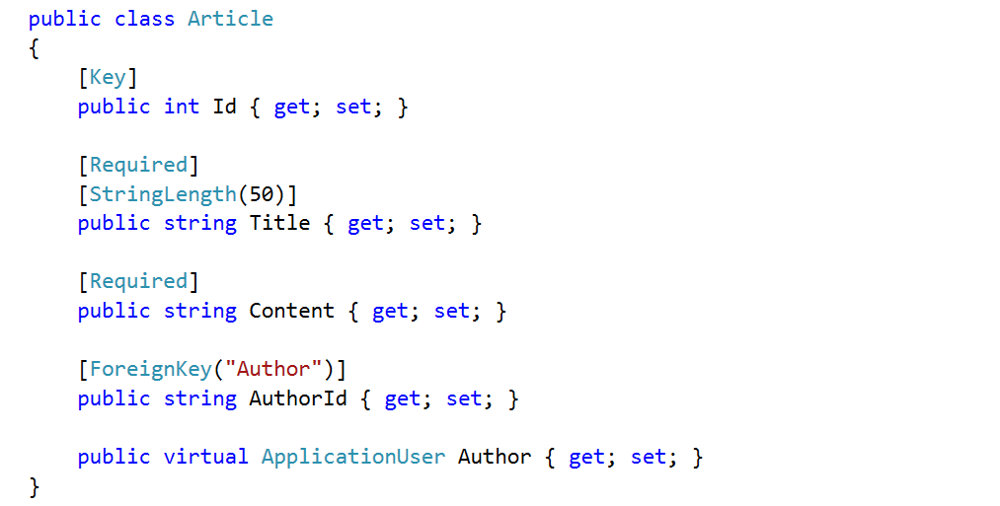 public class Article
{
    [Key]
    public int Id { get; set; }

    [Required]
    [StringLength(50)]
    public string Title { get; set; }

    [Required]
    public string Content { get; set; }

    [ForeignKey("Author")]
    public string AuthorId { get; set; }

    public virtual ApplicationUser Author { get; set; }
}